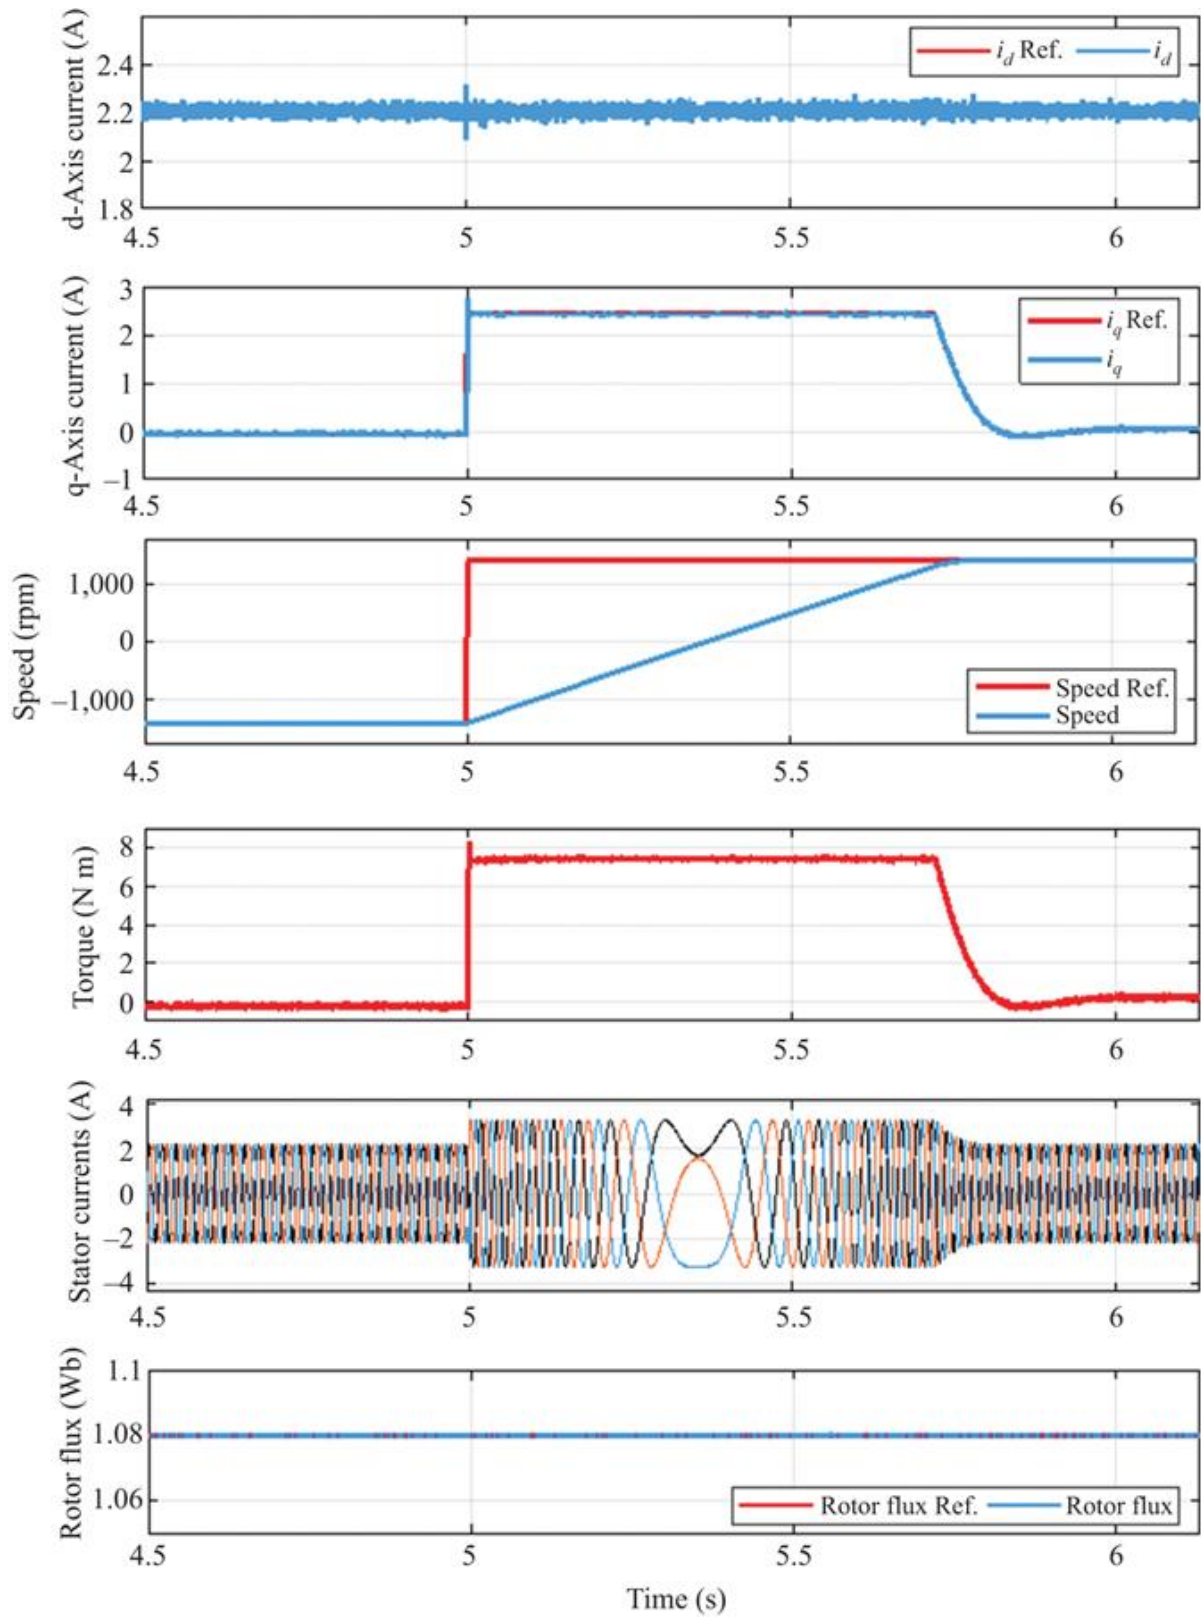 d-Axis current (A)
2.4
2.2
2
1.8
i_d Ref. i_d
4.5 5 5.5 6
q-Axis current (A)
3
2
1
0
–1
i_q Ref.
i_q
4.5 5 5.5 6
Speed (rpm)
1,000
0
–1,000
Speed Ref.
Speed
4.5 5 5.5 6
Torque (N m)
8
6
4
2
0
4.5 5 5.5 6
Stator currents (A)
4
2
0
–2
–4
4.5 5 5.5 6
Rotor flux (Wb)
1.1
1.08
1.06
Rotor flux Ref. Rotor flux
4.5 5 5.5 6
Time (s)